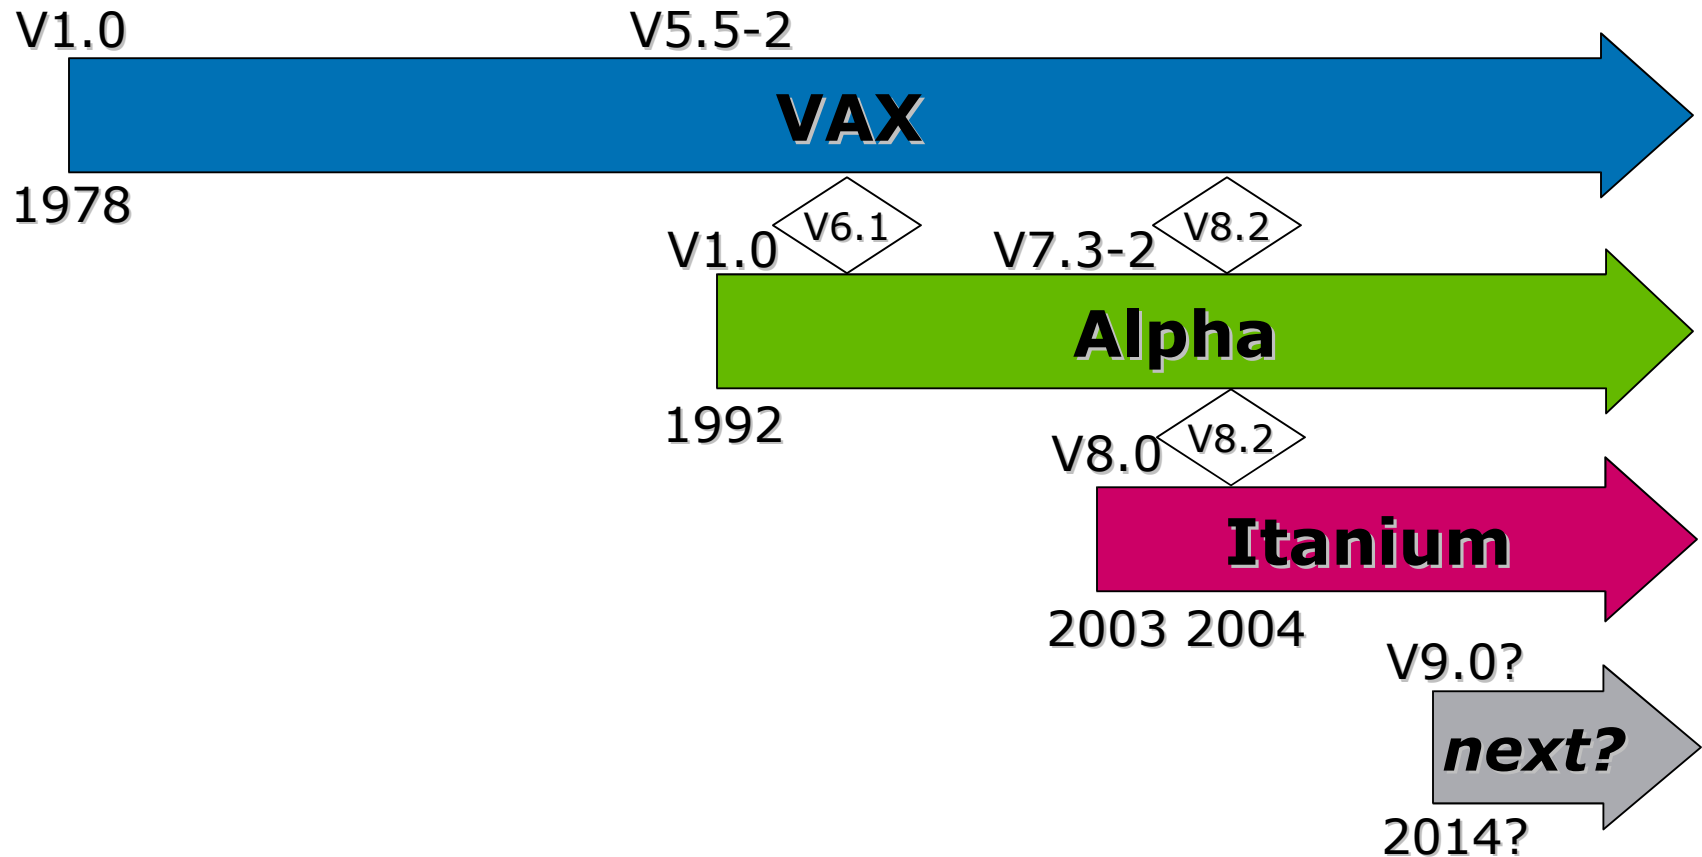 V1.0
V5.5-2
VAX
1978
V6.1
V8.2
V1.0
V7.3-2
Alpha
1992
V8.2
V8.0
Itanium
2003 2004
V9.0?
next?
2014?